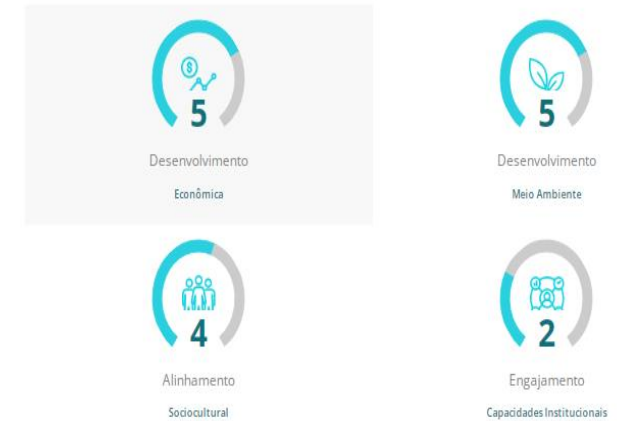 5
Desenvolvimento
Econômica
5
Desenvolvimento
Meio Ambiente
4
Alinhamento
Sociocultural
2
Engajamento
Capacidades Institucionais